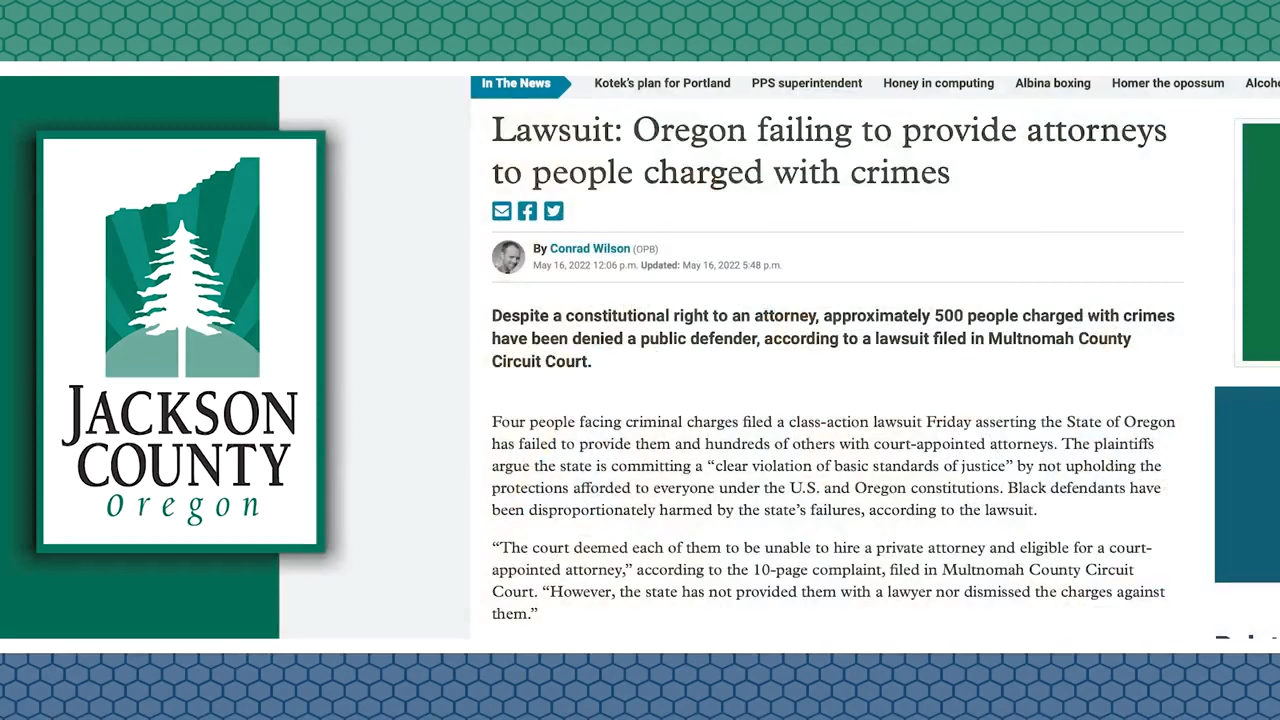 JACKSON
COUNTY
Oregon
In The News
Kotek’s plan for Portland
PPS superintendent
Honey in computing
Albina boxing
Homer the opossum
Lawsuit: Oregon failing to provide attorneys
to people charged with crimes
By Conrad Wilson (OPB)
May 16, 2022 12:06 p.m. Updated: May 16, 2022 5:48 p.m.
Despite a constitutional right to an attorney, approximately 500 people charged with crimes
have been denied a public defender, according to a lawsuit filed in Multnomah County
Circuit Court.
Four people facing criminal charges filed a class-action lawsuit Friday asserting the State of Oregon
has failed to provide them and hundreds of others with court-appointed attorneys. The plaintiffs
argue the state is committing a “clear violation of basic standards of justice” by not upholding the
protections afforded to everyone under the U.S. and Oregon constitutions. Black defendants have
been disproportionately harmed by the state’s failures, according to the lawsuit.
“The court deemed each of them to be unable to hire a private attorney and eligible for a court-
appointed attorney,” according to the 10-page complaint, filed in Multnomah County Circuit
Court. “However, the state has not provided them with a lawyer nor dismissed the charges against
them.”